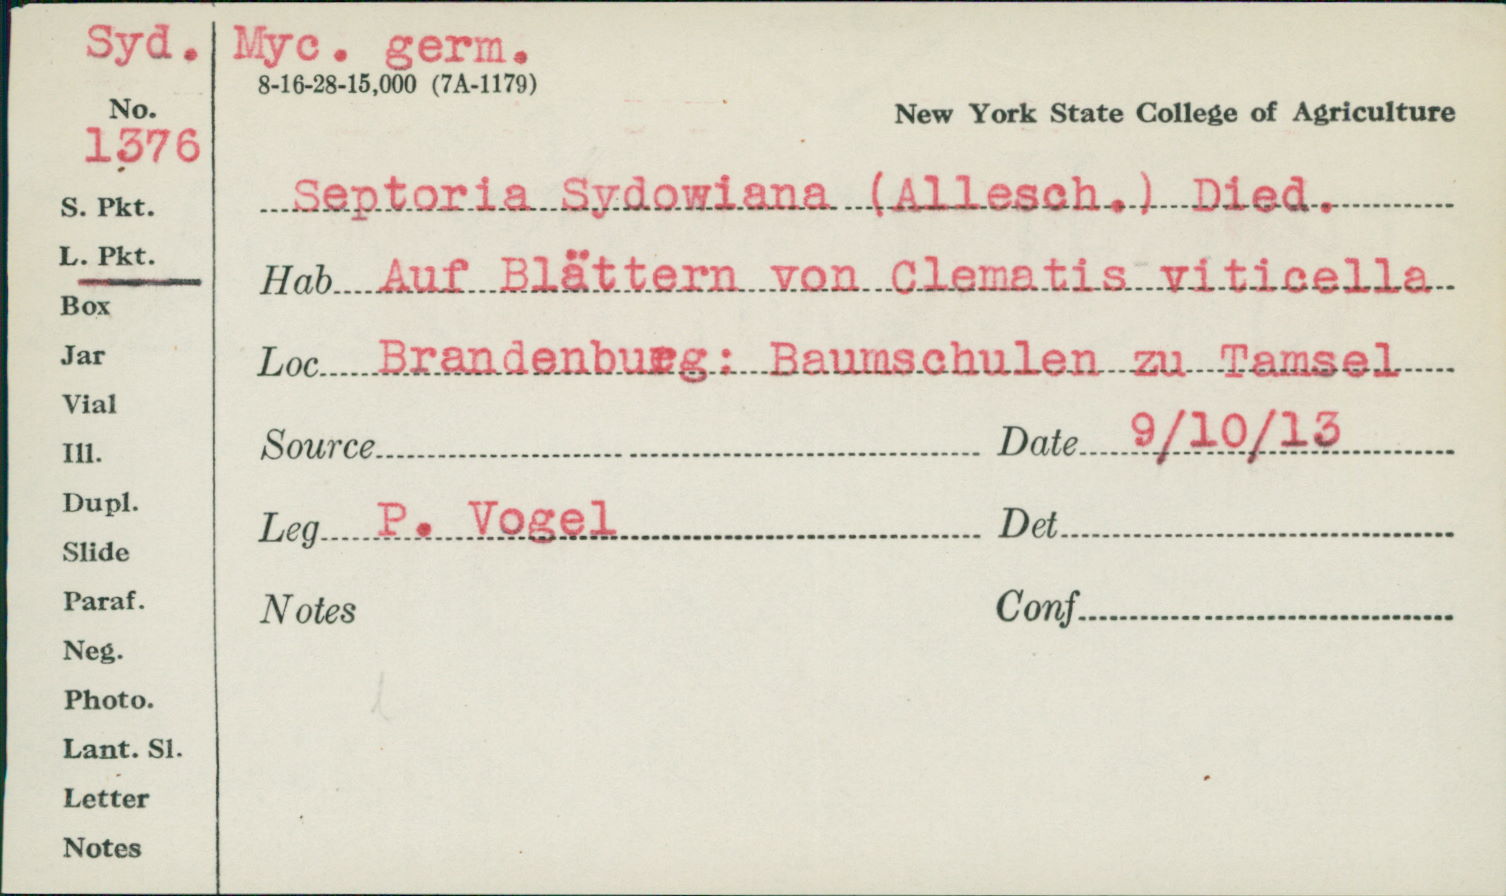 Syd. Myc. germ.
8-16-28-15,000 (7A-1179)
New York State College of Agriculture
No.
1376
S. Pkt.
L. Pkt.
Box
Jar
Vial
Ill.
Dupl.
Slide
Paraf.
Neg.
Photo.
Lant. Sl.
Letter
Notes
Septoria Sydowiana (Allesch.) Died.
Hab Auf Blättern von Clematis viticella
Loc Brandenburg: Baumschulen zu Tamsel
Source Date 9/10/13
Leg P. Vogel Det
Notes Conf